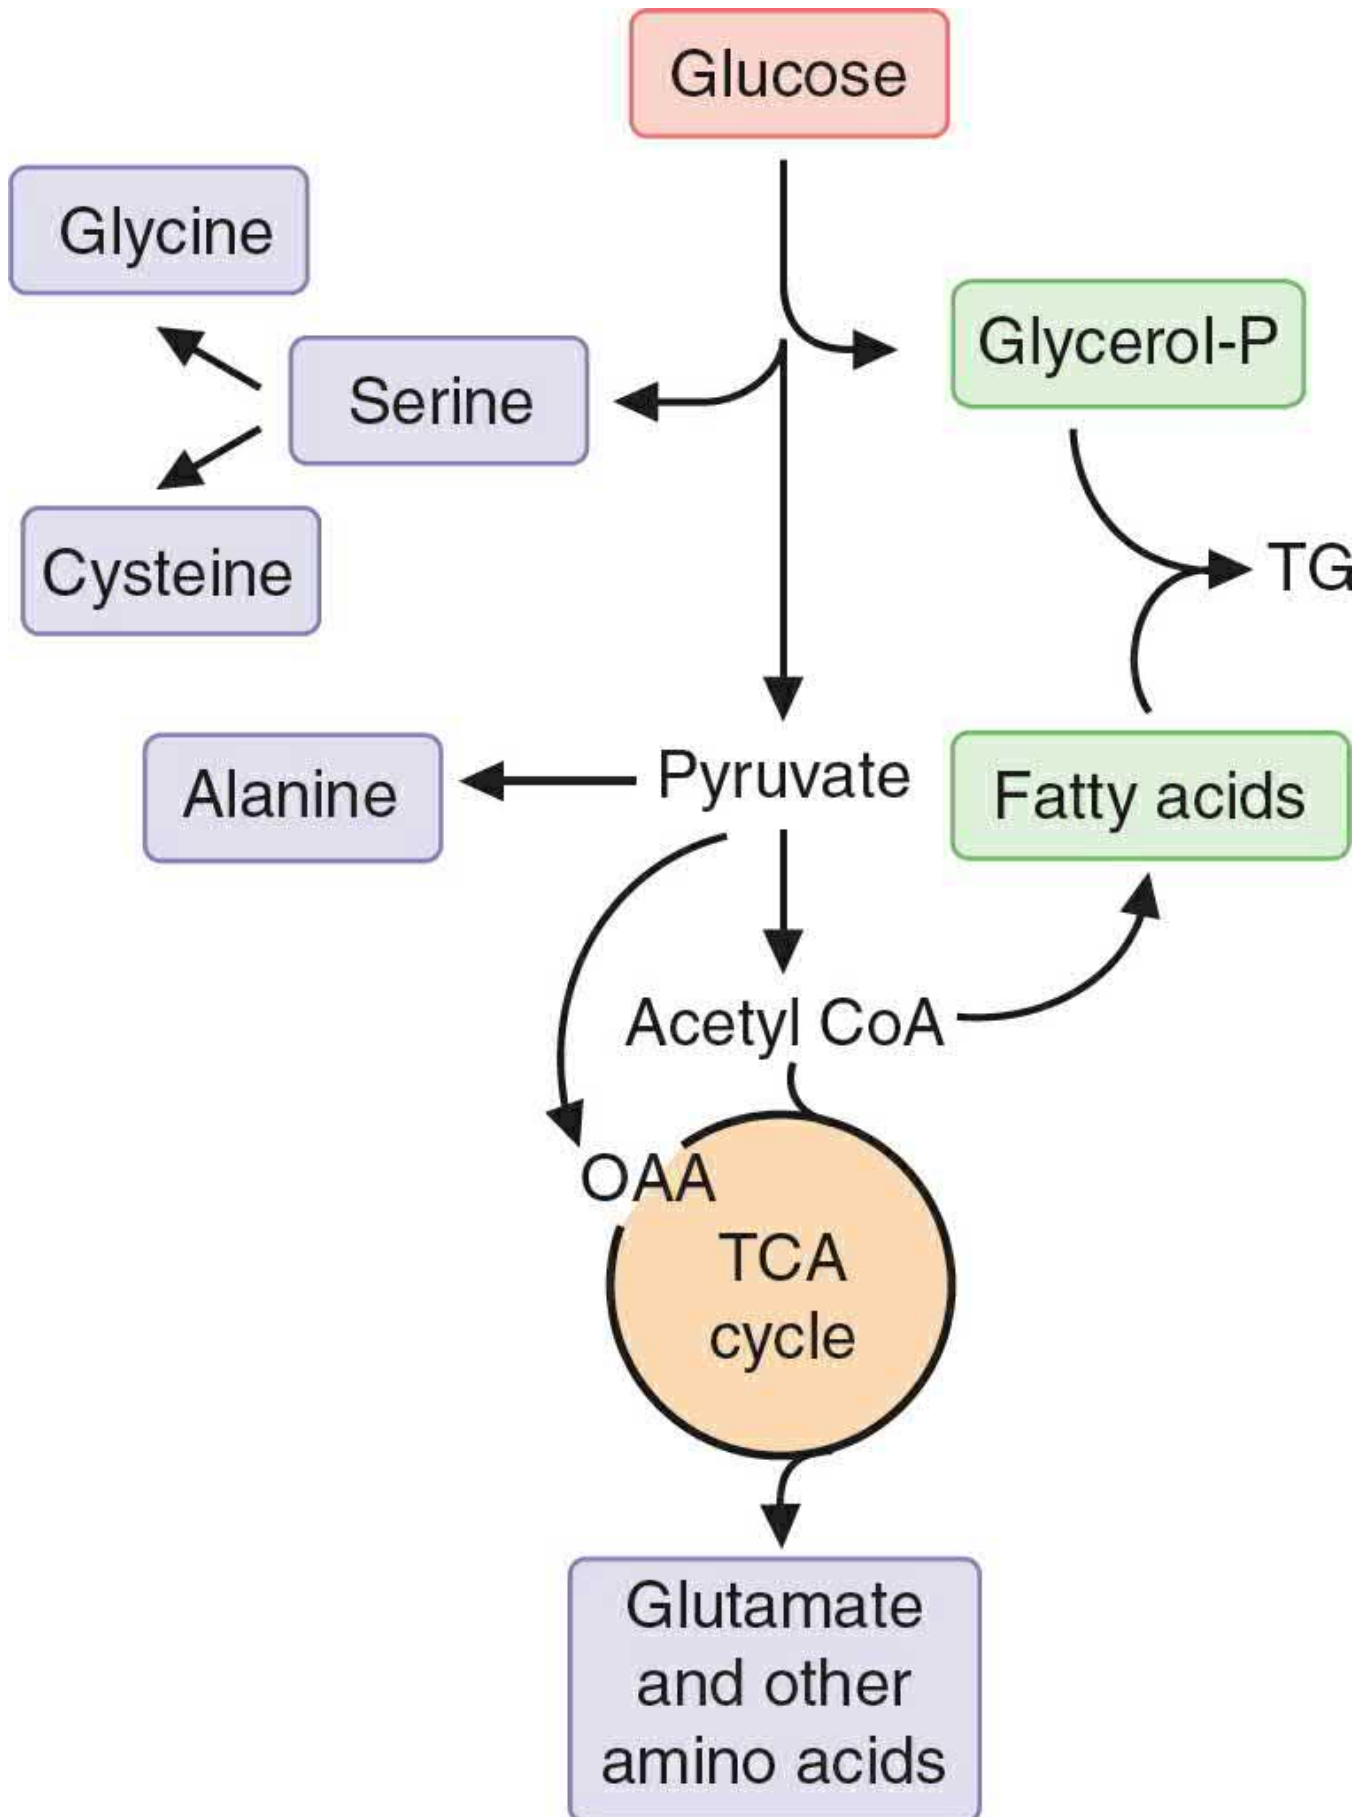 Glucose
Glycine
Glycerol-P
Serine
Cysteine
TG
Alanine
Pyruvate
Fatty acids
Acetyl CoA
OAA
TCA
cycle
Glutamate
and other
amino acids